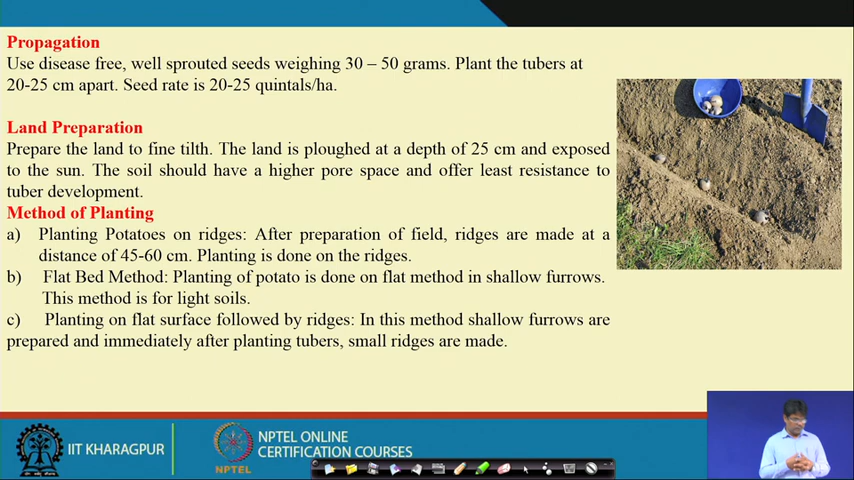 Propagation
Use disease free, well sprouted seeds weighing 30 – 50 grams. Plant the tubers at
20-25 cm apart. Seed rate is 20-25 quintals/ha.
Land Preparation
Prepare the land to fine tilth. The land is ploughed at a depth of 25 cm and exposed
to the sun. The soil should have a higher pore space and offer least resistance to
tuber development.
Method of Planting
a) Planting Potatoes on ridges: After preparation of field, ridges are made at a
distance of 45-60 cm. Planting is done on the ridges.
b) Flat Bed Method: Planting of potato is done on flat method in shallow furrows.
This method is for light soils.
c) Planting on flat surface followed by ridges: In this method shallow furrows are
prepared and immediately after planting tubers, small ridges are made.
IIT KHARAGPUR
NPTEL
NPTEL ONLINE
CERTIFICATION COURSES